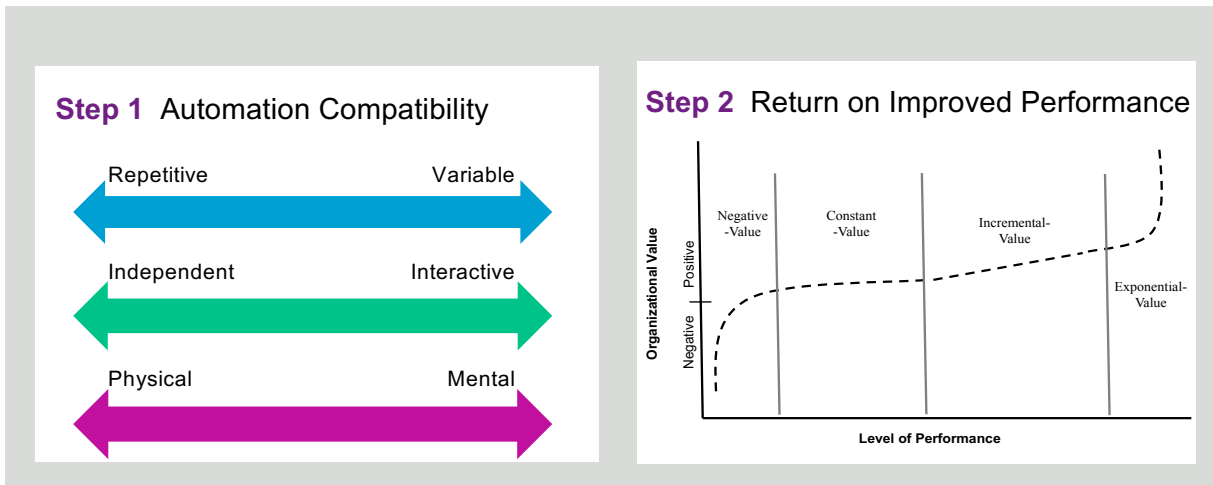 Step 1 Automation Compatibility
Repetitive Variable
Independent Interactive
Physical Mental
Step 2 Return on Improved Performance
Organizational Value
Negative Positive
Negative
-Value
Constant
-Value
Incremental-
Value
Exponential-
Value
Level of Performance